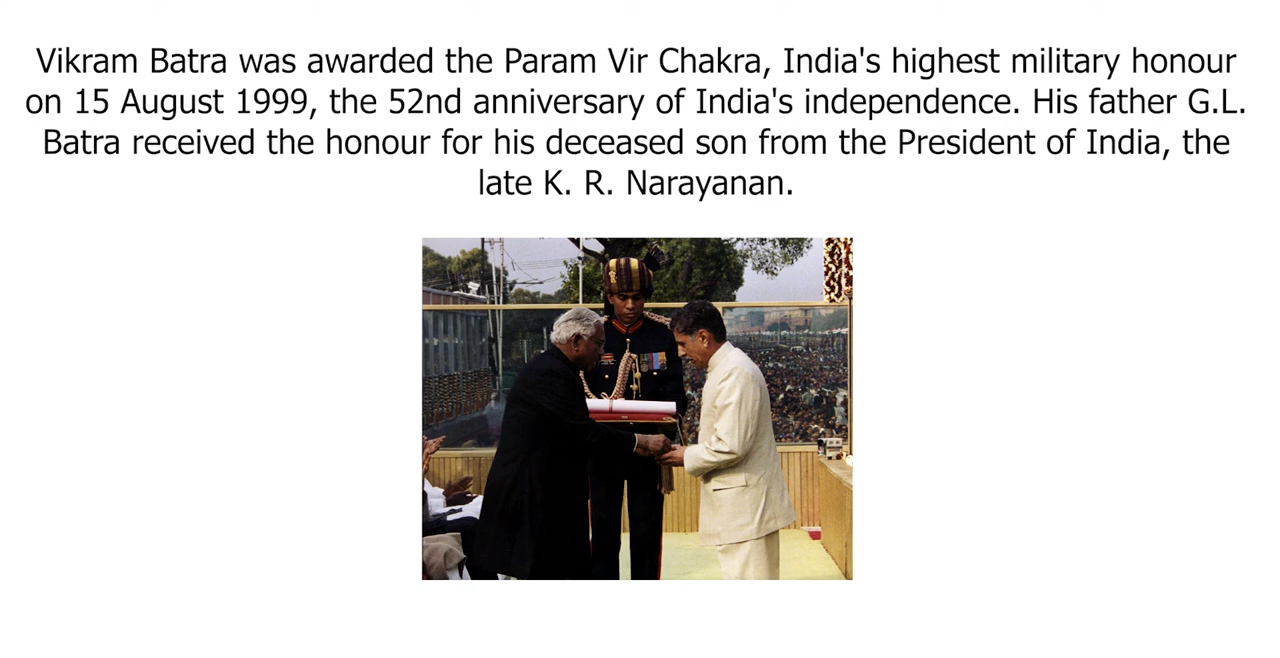 Vikram Batra was awarded the Param Vir Chakra, India's highest military honour
on 15 August 1999, the 52nd anniversary of India's independence. His father G.L.
Batra received the honour for his deceased son from the President of India, the
late K. R. Narayanan.